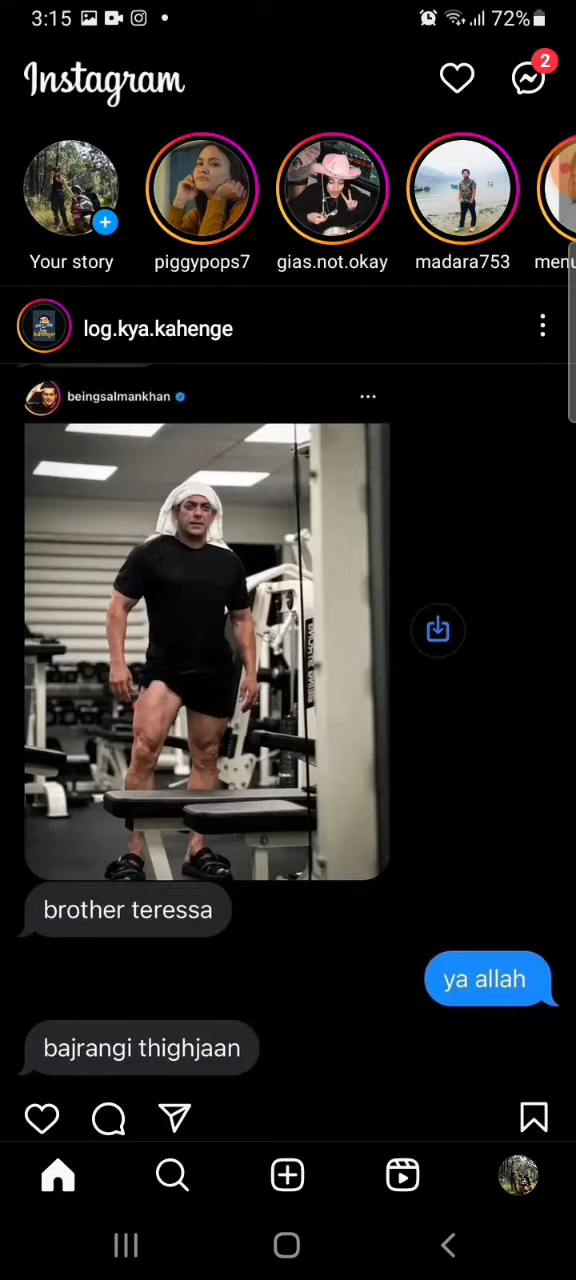 3:15 72%
Instagram
2
Your story piggypops7 gias.not.okay madara753 menu
log.kya.kahenge
beingsalmankhan
brother teressa
ya allah
bajrangi thighjaan